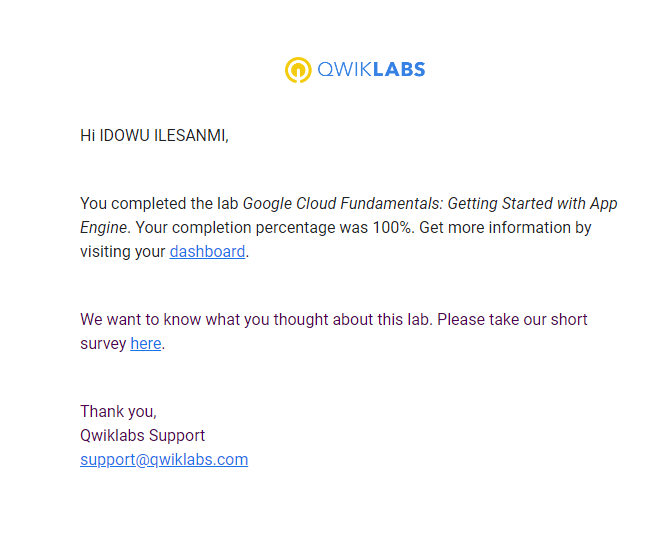 QWIKLABS
Hi IDOWU ILESANMI,
You completed the lab Google Cloud Fundamentals: Getting Started with App
Engine. Your completion percentage was 100%. Get more information by
visiting your dashboard.
We want to know what you thought about this lab. Please take our short
survey here.
Thank you,
Qwiklabs Support
support@qwiklabs.com